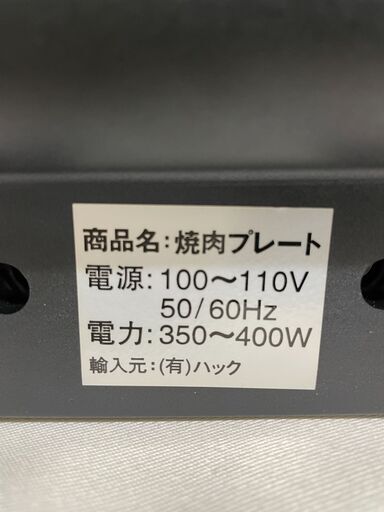 商品名:焼肉プレート
電源:100〜110V
50/60Hz
電力:350〜400W
輸入元:(有)ハック